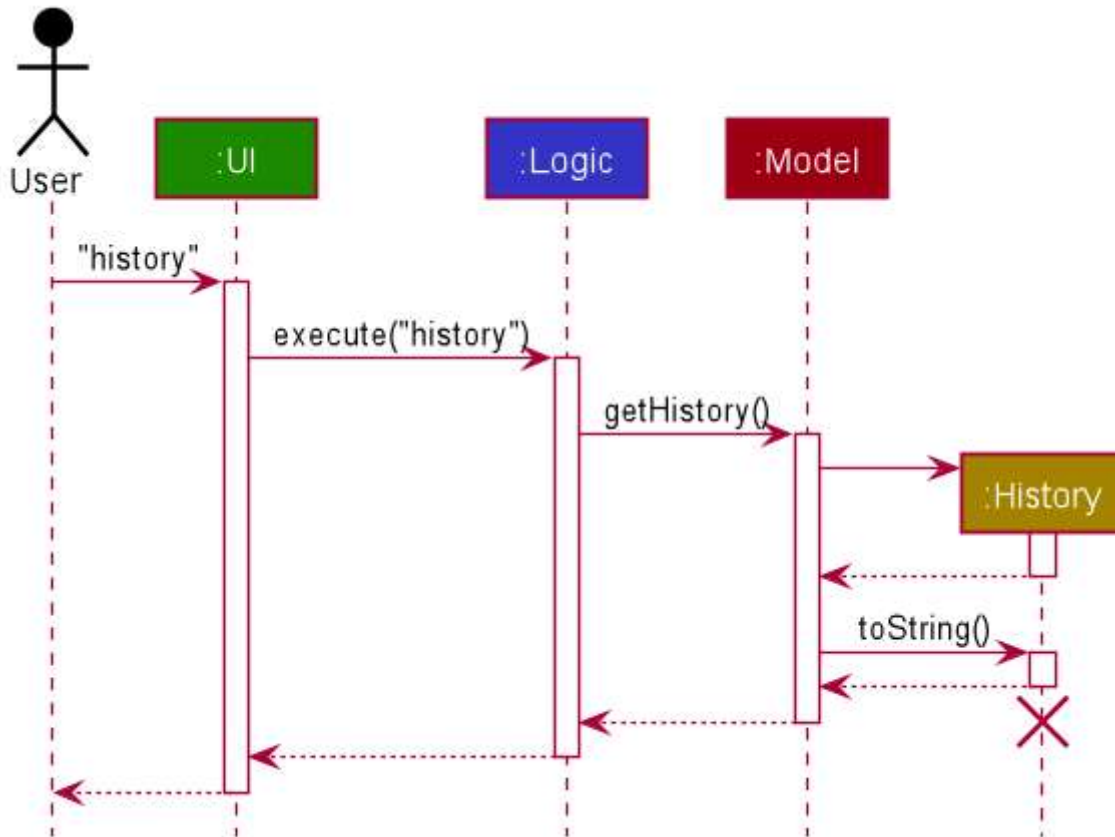 User
:UI
:Logic
:Model
"history"
execute("history")
getHistory()
:History
toString()